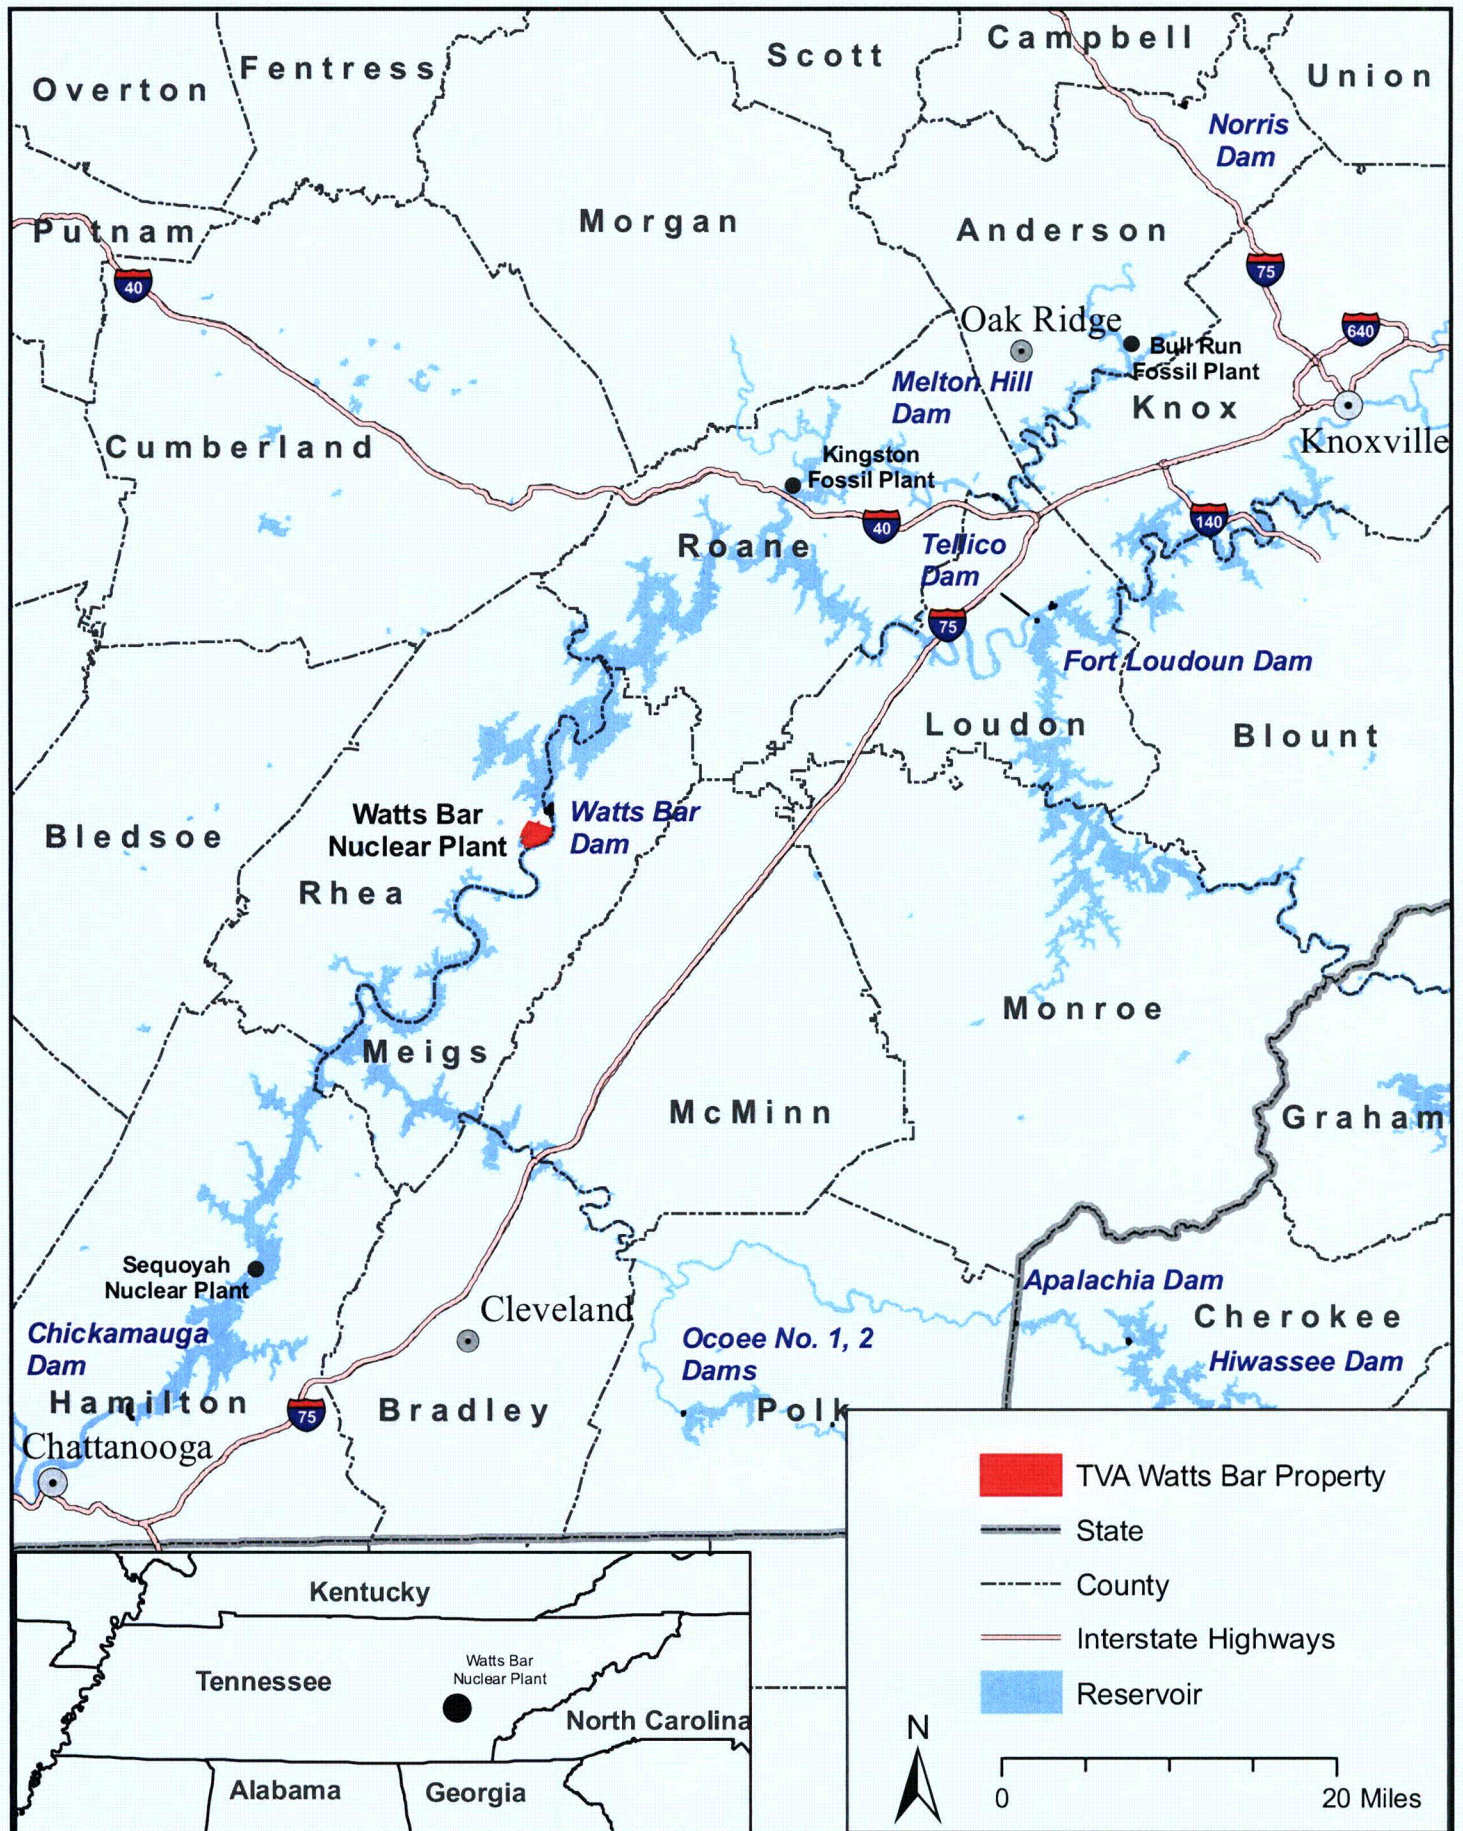 Overton
Fentress
Scott
Campbell
Union
Norris
Dam
Putnam
Morgan
Anderson
40
75
Oak Ridge
640
Bull Run
Fossil Plant
Melton Hill
Dam
Knox
Cumberland
Knoxville
Kingston
Fossil Plant
40
140
Roane
Tellico
Dam
75
Fort Loudoun Dam
Loudon
Blount
Watts Bar
Nuclear Plant
Watts Bar
Dam
Bledsoe
Rhea
Monroe
Meigs
McMinn
Graham
Sequoyah
Nuclear Plant
Apalachia Dam
Cleveland
Cherokee
Chickamauga
Dam
Ocoee No. 1, 2
Dams
Hiwassee Dam
Hamilton
75
Bradley
Polk
Chattanooga
TVA Watts Bar Property
State
County
Interstate Highways
Reservoir
N
0
20 Miles
Kentucky
Tennessee
Watts Bar
Nuclear Plant
North Carolina
Alabama
Georgia